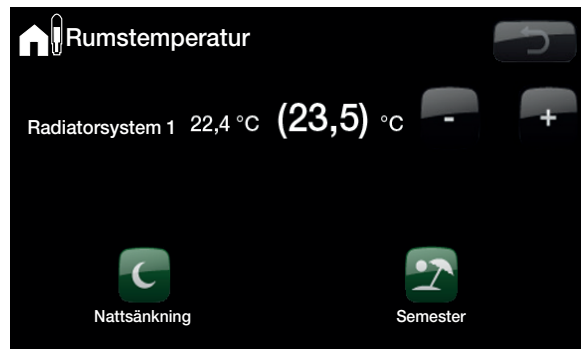 Rumstemperatur
Radiatorsystem 1 22,4 °C (23,5) °C - +
Nattsänkning Semester